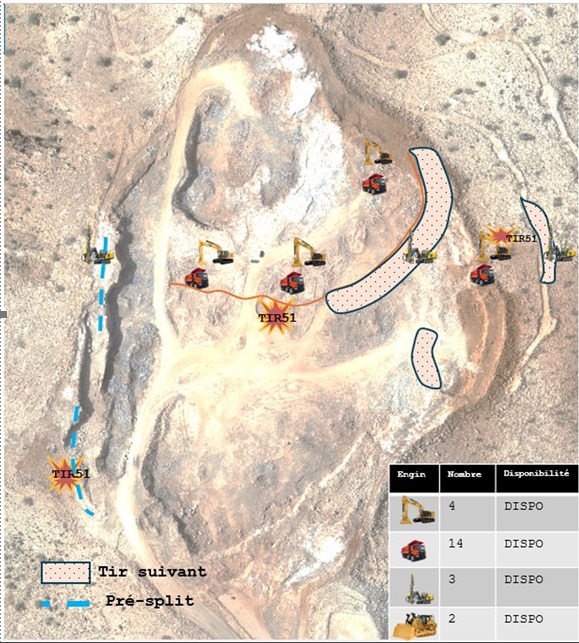 TIR51
TIR51
TIR51
Engin Nombre Disponibilité
4 DISPO
14 DISPO
3 DISPO
2 DISPO
Tir suivant
Pré-split